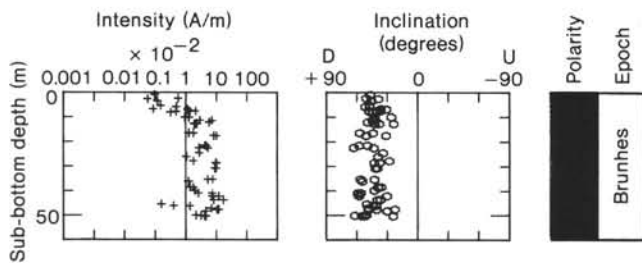 Intensity (A/m)
× 10-2
0.001 0.01 0.1 1 10 100
Inclination
(degrees)
D U
+90 0 −90
Polarity
Epoch
Sub-bottom depth (m)
0
50
Brunhes